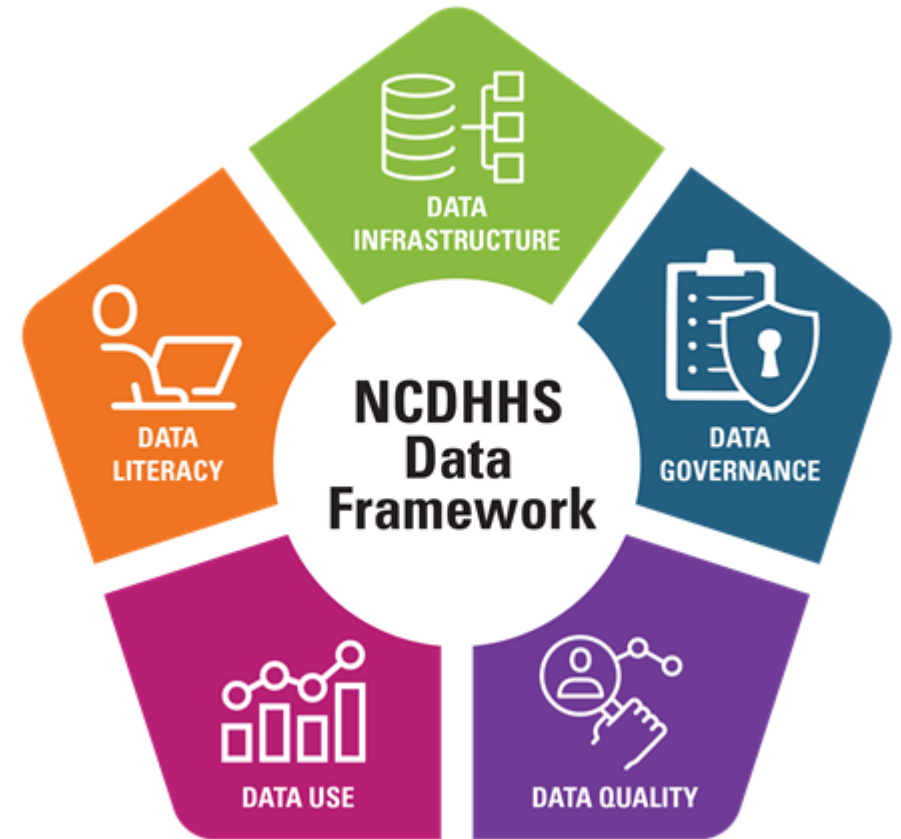 DATA
INFRASTRUCTURE
DATA
LITERACY
NCDHHS
Data
Framework
DATA
GOVERNANCE
DATA USE
DATA QUALITY